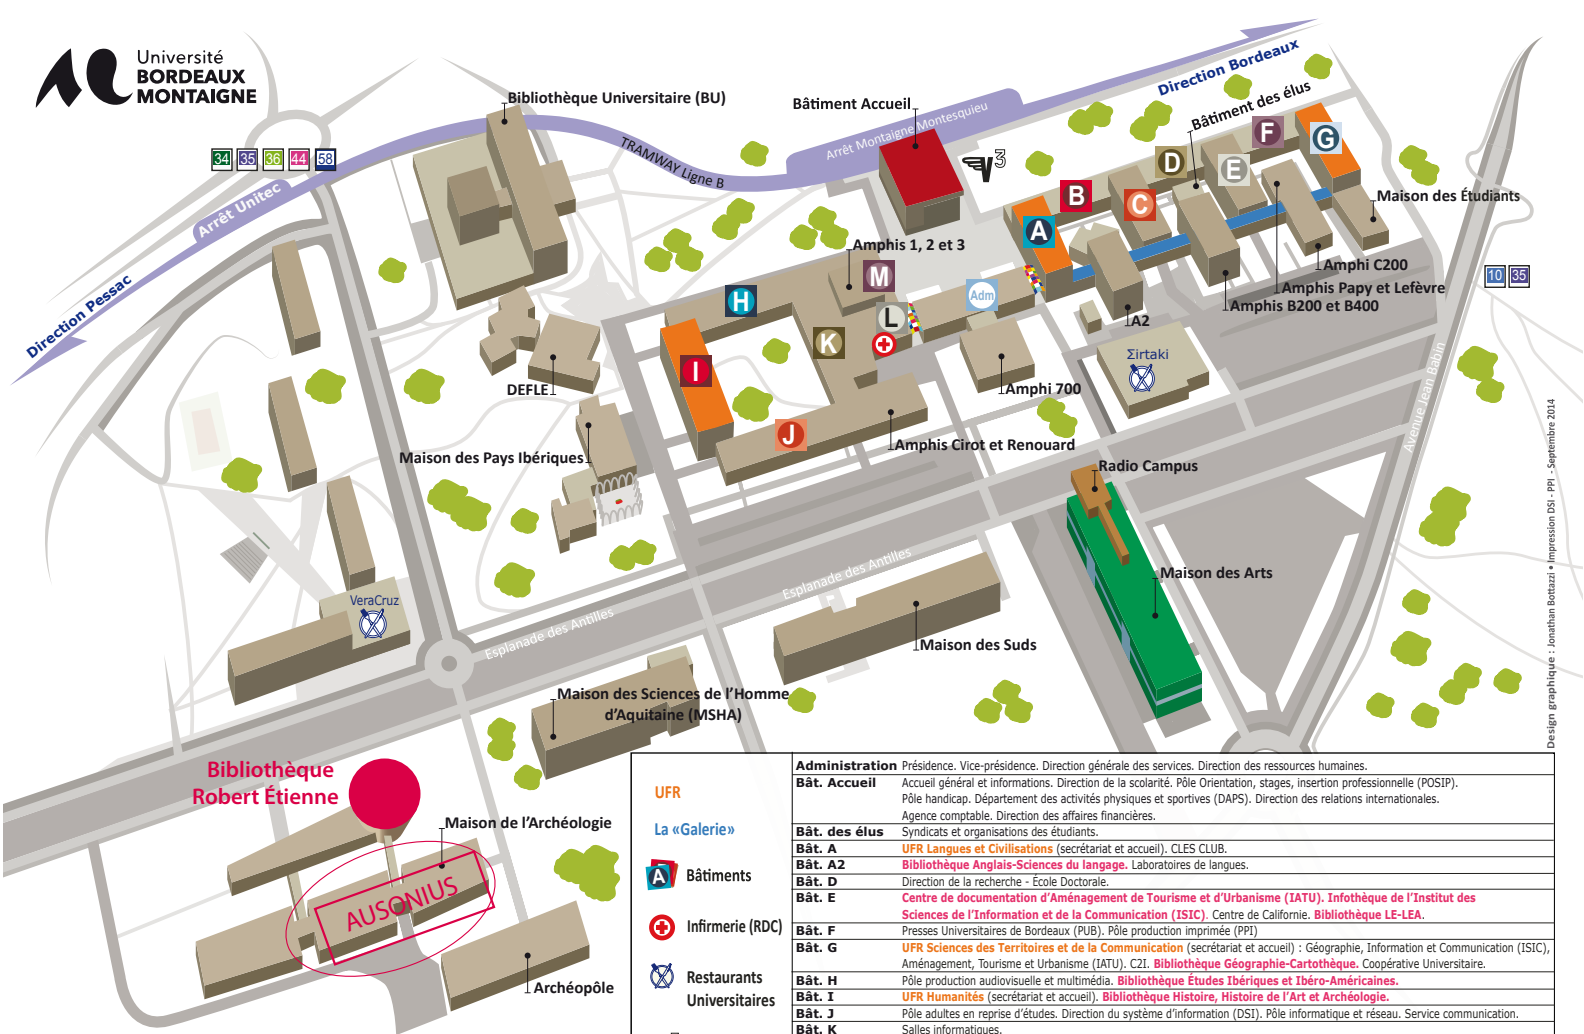 Université
BORDEAUX
MONTAIGNE
34 35 36 44 58
Arrêt Unitec
Direction Pessac
Bibliothèque Universitaire (BU)
TRAMWAY Ligne B
Bâtiment Accueil
Arrêt Montaigne Montesquieu
Direction Bordeaux
V3
Bâtiment des élus
F
G
D
E
B
C
A
Maison des Étudiants
Amphis 1, 2 et 3
M
Amphi C200
Adm
Amphis Papy et Lefèvre
10 35
H
L
Amphis B200 et B400
A2
K
Σirtaki
I
DEFLE
Amphi 700
Avenue Jean Babin
J
Amphis Cirot et Renouard
Maison des Pays Ibériques
Radio Campus
Esplanade des Antilles
Maison des Arts
VeraCruz
Esplanade des Antilles
Maison des Suds
Maison des Sciences de l'Homme
d'Aquitaine (MSHA)
Design graphique : Jonathan Bottazzi • Impression DSI - PPI - Septembre 2014
Bibliothèque
Robert Étienne
Maison de l'Archéologie
AUSONIUS
Archéopôle
UFR
La «Galerie»
A Bâtiments
Infirmerie (RDC)
Restaurants
Universitaires
Administration Présidence. Vice-présidence. Direction générale des services. Direction des ressources humaines.
Bât. Accueil Accueil général et informations. Direction de la scolarité. Pôle Orientation, stages, insertion professionnelle (POSIP).
Pôle handicap. Département des activités physiques et sportives (DAPS). Direction des relations internationales.
Agence comptable. Direction des affaires financières.
Bât. des élus Syndicats et organisations des étudiants.
Bât. A UFR Langues et Civilisations (secrétariat et accueil). CLES CLUB.
Bât. A2 Bibliothèque Anglais-Sciences du langage. Laboratoires de langues.
Bât. D Direction de la recherche - École Doctorale.
Bât. E Centre de documentation d'Aménagement de Tourisme et d'Urbanisme (IATU). Infothèque de l'Institut des
Sciences de l'Information et de la Communication (ISIC). Centre de Californie. Bibliothèque LE-LEA.
Bât. F Presses Universitaires de Bordeaux (PUB). Pôle production imprimée (PPI)
Bât. G UFR Sciences des Territoires et de la Communication (secrétariat et accueil) : Géographie, Information et Communication (ISIC),
Aménagement, Tourisme et Urbanisme (IATU). C2I. Bibliothèque Géographie-Cartothèque. Coopérative Universitaire.
Bât. H Pôle production audiovisuelle et multimédia. Bibliothèque Études Ibériques et Ibéro-Américaines.
Bât. I UFR Humanités (secrétariat et accueil). Bibliothèque Histoire, Histoire de l'Art et Archéologie.
Bât. J Pôle adultes en reprise d'études. Direction du système d'information (DSI). Pôle informatique et réseau. Service communication.
Bât. K Salles informatiques.